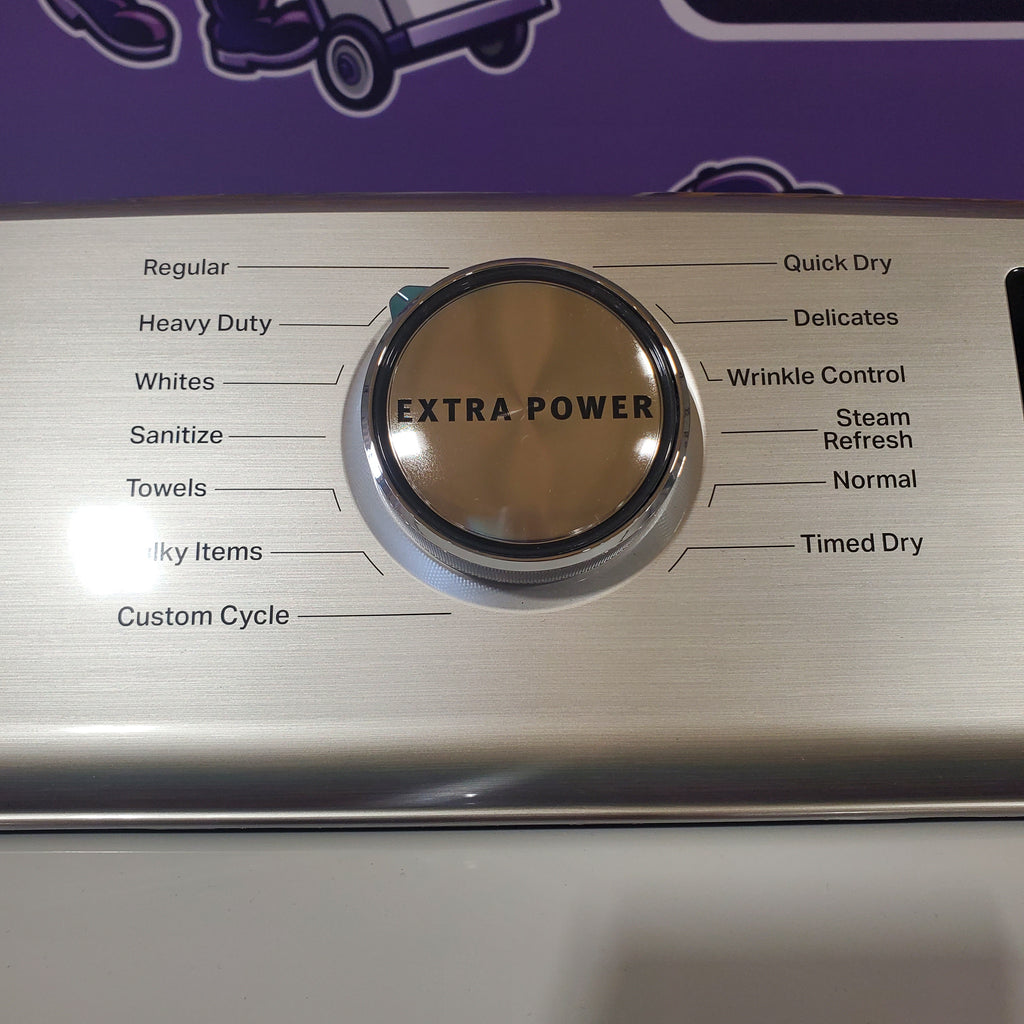 Regular
Heavy Duty
Whites
Sanitize
Towels
Items
Custom Cycle
EXTRA POWER
Quick Dry
Delicates
Wrinkle Control
Steam
Refresh
Normal
Timed Dry